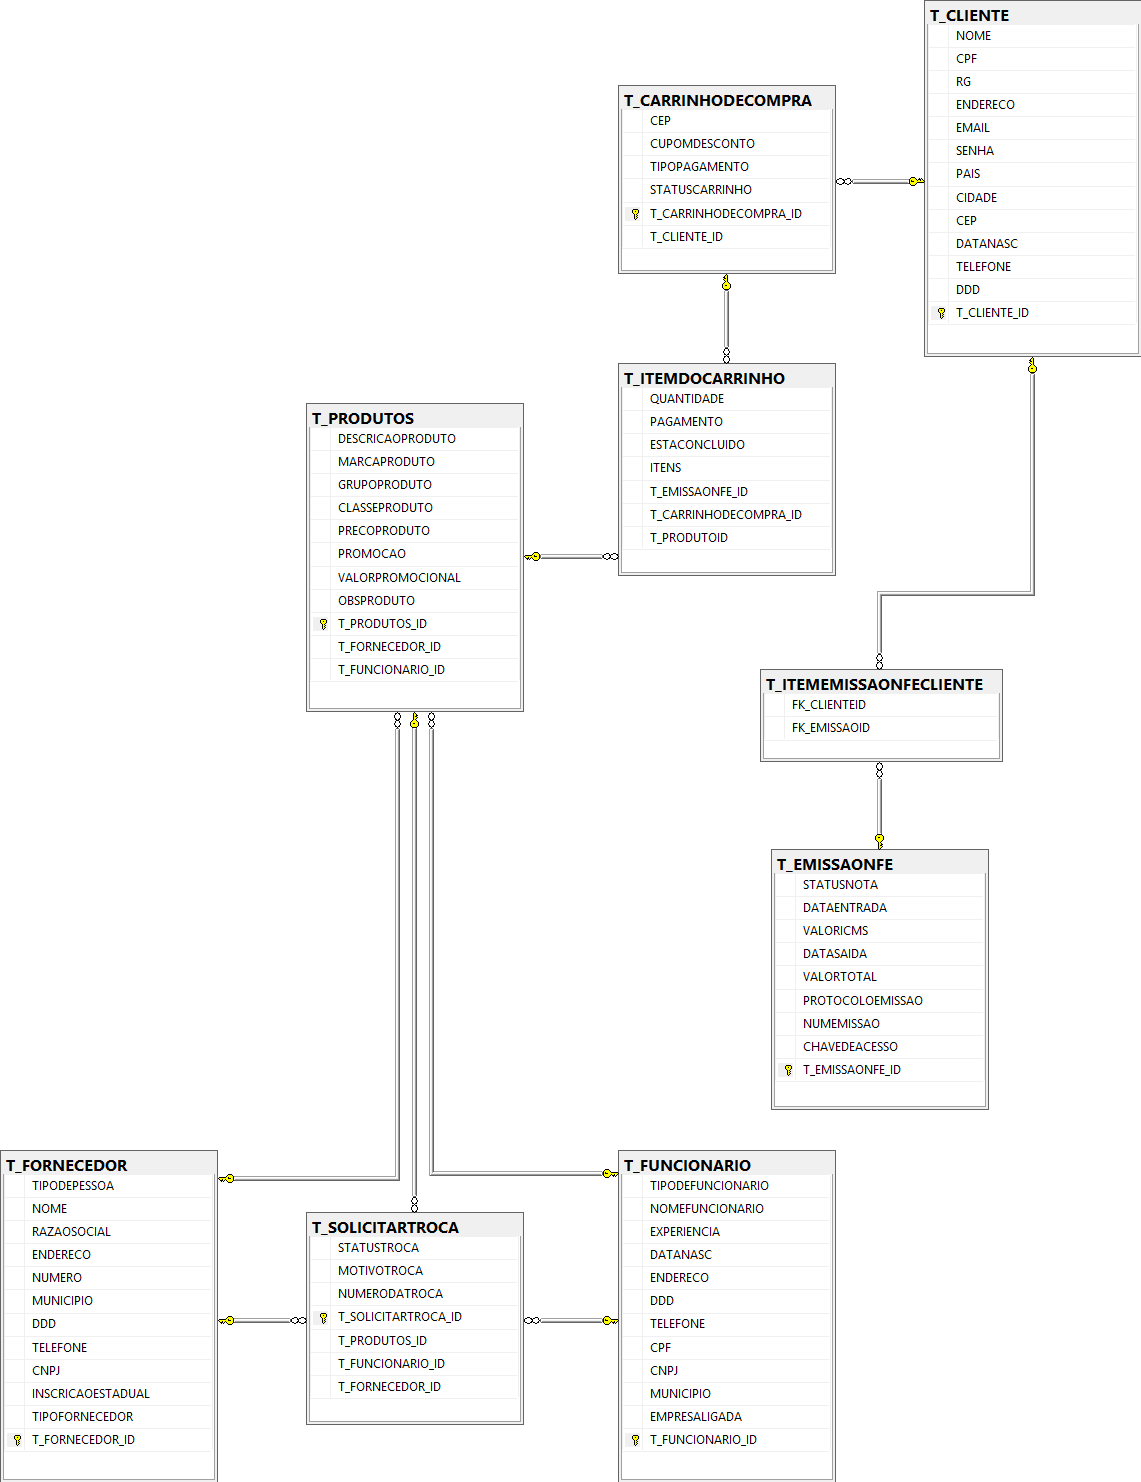 T_CLIENTE
NOME
CPF
RG
ENDERECO
EMAIL
SENHA
PAIS
CIDADE
CEP
DATANASC
TELEFONE
DDD
T_CLIENTE_ID
T_CARRINHODECOMPRA
CEP
CUPOMDESCONTO
TIPOPAGAMENTO
STATUSCARRINHO
T_CARRINHODECOMPRA_ID
T_CLIENTE_ID
T_ITEMDOCARRINHO
QUANTIDADE
PAGAMENTO
ESTACONCLUIDO
ITENS
T_EMISSAONFE_ID
T_CARRINHODECOMPRA_ID
T_PRODUTOID
T_PRODUTOS
DESCRICAOPRODUTO
MARCAPRODUTO
GRUPOPRODUTO
CLASSEPRODUTO
PRECOPRODUTO
PROMOCAO
VALORPROMOCIONAL
OBSPRODUTO
T_PRODUTOS_ID
T_FORNECEDOR_ID
T_FUNCIONARIO_ID
T_ITEMEMISSAONFECLIENTE
FK_CLIENTEID
FK_EMISSAOID
T_EMISSAONFE
STATUSNOTA
DATAENTRADA
VALORICMS
DATASAIDA
VALORTOTAL
PROTOCOLOEMISSAO
NUMEMISSAO
CHAVEDEACESSO
T_EMISSAONFE_ID
T_FORNECEDOR
TIPODEPESSOA
NOME
RAZAOSOCIAL
ENDERECO
NUMERO
MUNICIPIO
DDD
TELEFONE
CNPJ
INSCRICAOESTADUAL
TIPOFORNECEDOR
T_FORNECEDOR_ID
T_SOLICITARTROCA
STATUSTROCA
MOTIVOTROCA
NUMERODATROCA
T_SOLICITARTROCA_ID
T_PRODUTOS_ID
T_FUNCIONARIO_ID
T_FORNECEDOR_ID
T_FUNCIONARIO
TIPODEFUNCIONARIO
NOMEFUNCIONARIO
EXPERIENCIA
DATANASC
ENDERECO
DDD
TELEFONE
CPF
CNPJ
MUNICIPIO
EMPRESALIGADA
T_FUNCIONARIO_ID